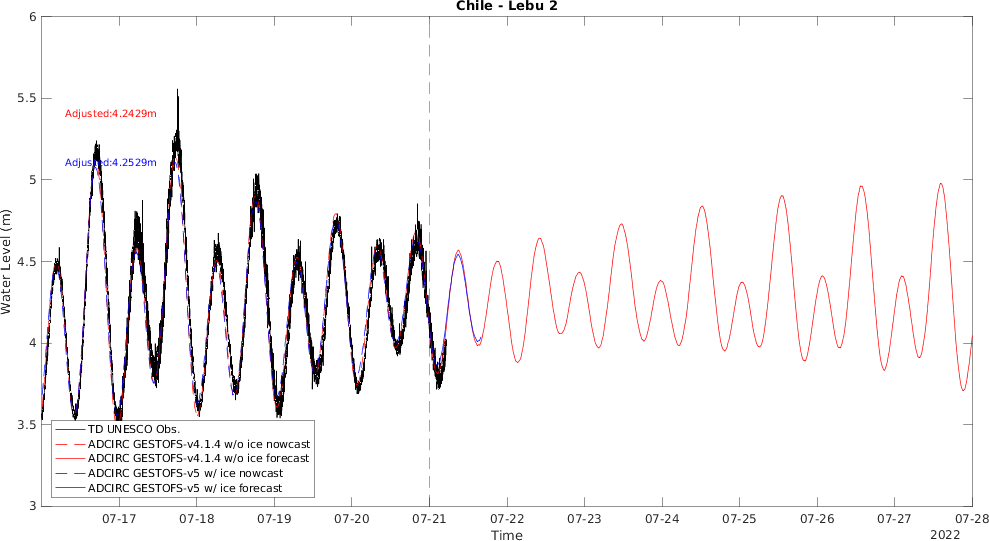 Chile - Lebu 2
6
5.5
5
4.5
4
3.5
3
Water Level (m)
Adjusted:4.2429m
Adjusted:4.2529m
TD UNESCO Obs.
ADCIRC GESTOFS-v4.1.4 w/o ice nowcast
ADCIRC GESTOFS-v4.1.4 w/o ice forecast
ADCIRC GESTOFS-v5 w/ ice nowcast
ADCIRC GESTOFS-v5 w/ ice forecast
07-17 07-18 07-19 07-20 07-21 07-22 07-23 07-24 07-25 07-26 07-27 07-28
Time
2022